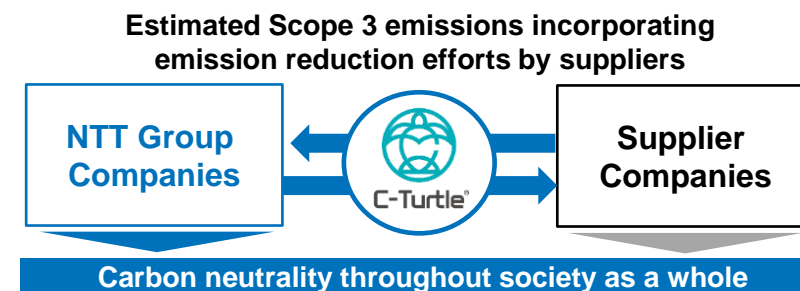 Estimated Scope 3 emissions incorporating
emission reduction efforts by suppliers
NTT Group
Companies
C-Turtle®
Supplier
Companies
Carbon neutrality throughout society as a whole